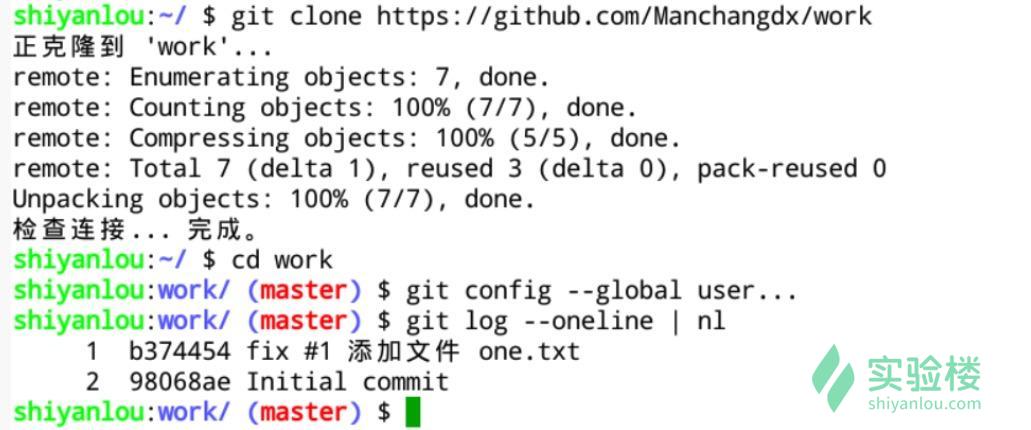 shiyanlou:~/ $ git clone https://github.com/Manchangdx/work
正克隆到 'work'...
remote: Enumerating objects: 7, done.
remote: Counting objects: 100% (7/7), done.
remote: Compressing objects: 100% (5/5), done.
remote: Total 7 (delta 1), reused 3 (delta 0), pack-reused 0
Unpacking objects: 100% (7/7), done.
检查连接... 完成。
shiyanlou:~/ $ cd work
shiyanlou:work/ (master) $ git config --global user...
shiyanlou:work/ (master) $ git log --oneline | nl
1 b374454 fix #1 添加文件 one.txt
2 98068ae Initial commit
shiyanlou:work/ (master) $
实验楼
shiyanlou.com